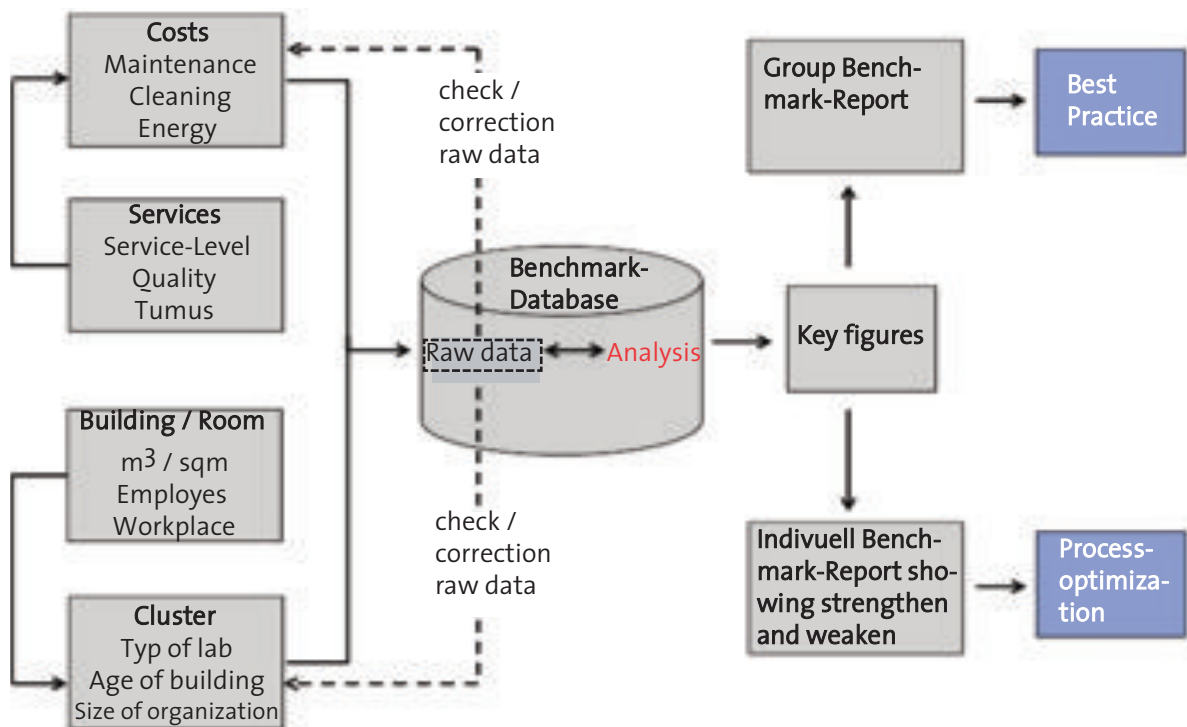 Costs
Maintenance
Cleaning
Energy
Services
Service-Level
Quality
Tumus
Building / Room
m³ / sqm
Employes
Workplace
Cluster
Typ of lab
Age of building
Size of organization
check /
correction
raw data
Benchmark-
Database
Raw data
Analysis
check /
correction
raw data
Key figures
Group Bench-
mark-Report
Best
Practice
Indivuell Bench-
mark-Report sho-
wing strengthen
and weaken
Process-
optimiza-
tion